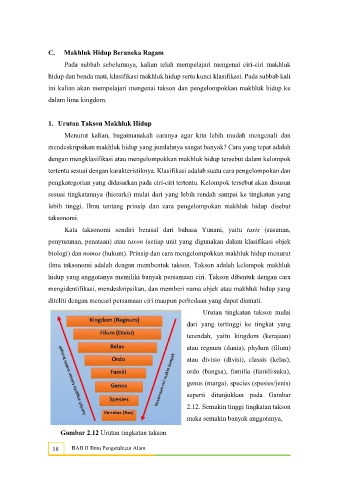 C. Makhluk Hidup Beraneka Ragam
Pada subbab sebelumnya, kalian telah mempelajari mengenai ciri-ciri makhluk
hidup dan benda mati, klasifikasi makhluk hidup serta kunci klasifikasi. Pada subbab kali
ini kalian akan mempelajari mengenai takson dan pengelompokkan makhluk hidup ke
dalam lima kingdom.
1. Urutan Takson Makhluk Hidup
Menurut kalian, bagaimanakah caranya agar kita lebih mudah mengenali dan
mendeskripsikan makhluk hidup yang jumlahnya sangat banyak? Cara yang tepat adalah
dengan mengklasifikasi atau mengelompokkan makhluk hidup tersebut dalam kelompok
tertentu sesuai dengan karakteristiknya. Klasifikasi adalah suatu cara pengelompokan dan
pengkategorian yang didasarkan pada ciri-ciri tertentu. Kelompok tersebut akan disusun
sesuai tingkatannya (hierarki) mulai dari yang lebih rendah sampai ke tingkatan yang
lebih tinggi. Ilmu tentang prinsip dan cara pengelompokan makhluk hidup disebut
taksonomi.
Kata taksonomi sendiri berasal dari bahasa Yunani, yaitu taxis (susunan,
penyusunan, penataan) atau taxon (setiap unit yang digunakan dalam klasifikasi objek
biologi) dan nomos (hukum). Prinsip dan cara mengelompokkan makhluk hidup menurut
ilmu taksonomi adalah dengan membentuk takson. Takson adalah kelompok makhluk
hidup yang anggotanya memiliki banyak persamaan ciri. Takson dibentuk dengan cara
mengidentifikasi, mendeskripsikan, dan memberi nama objek atau makhluk hidup yang
diteliti dengan mencari persamaan ciri maupun perbedaan yang dapat diamati.
Urutan tingkatan takson mulai
dari yang tertinggi ke tingkat yang
terendah, yaitu kingdom (kerajaan)
atau regnum (dunia), phylum (filum)
atau divisio (divisi), classis (kelas),
ordo (bangsa), familia (famili/suku),
genus (marga), species (spesies/jenis)
seperti ditunjukkan pada Gambar
2.12. Semakin tinggi tingkatan takson
maka semakin banyak anggotanya,
Kingdom (Regnum)
Filum (Divisi)
Kelas
Ordo
Famili
Genus
Spesies
Varietas (Ras)
Gambar 2.12 Urutan tingkatan takson
18 BAB II Ilmu Pengetahuan Alam